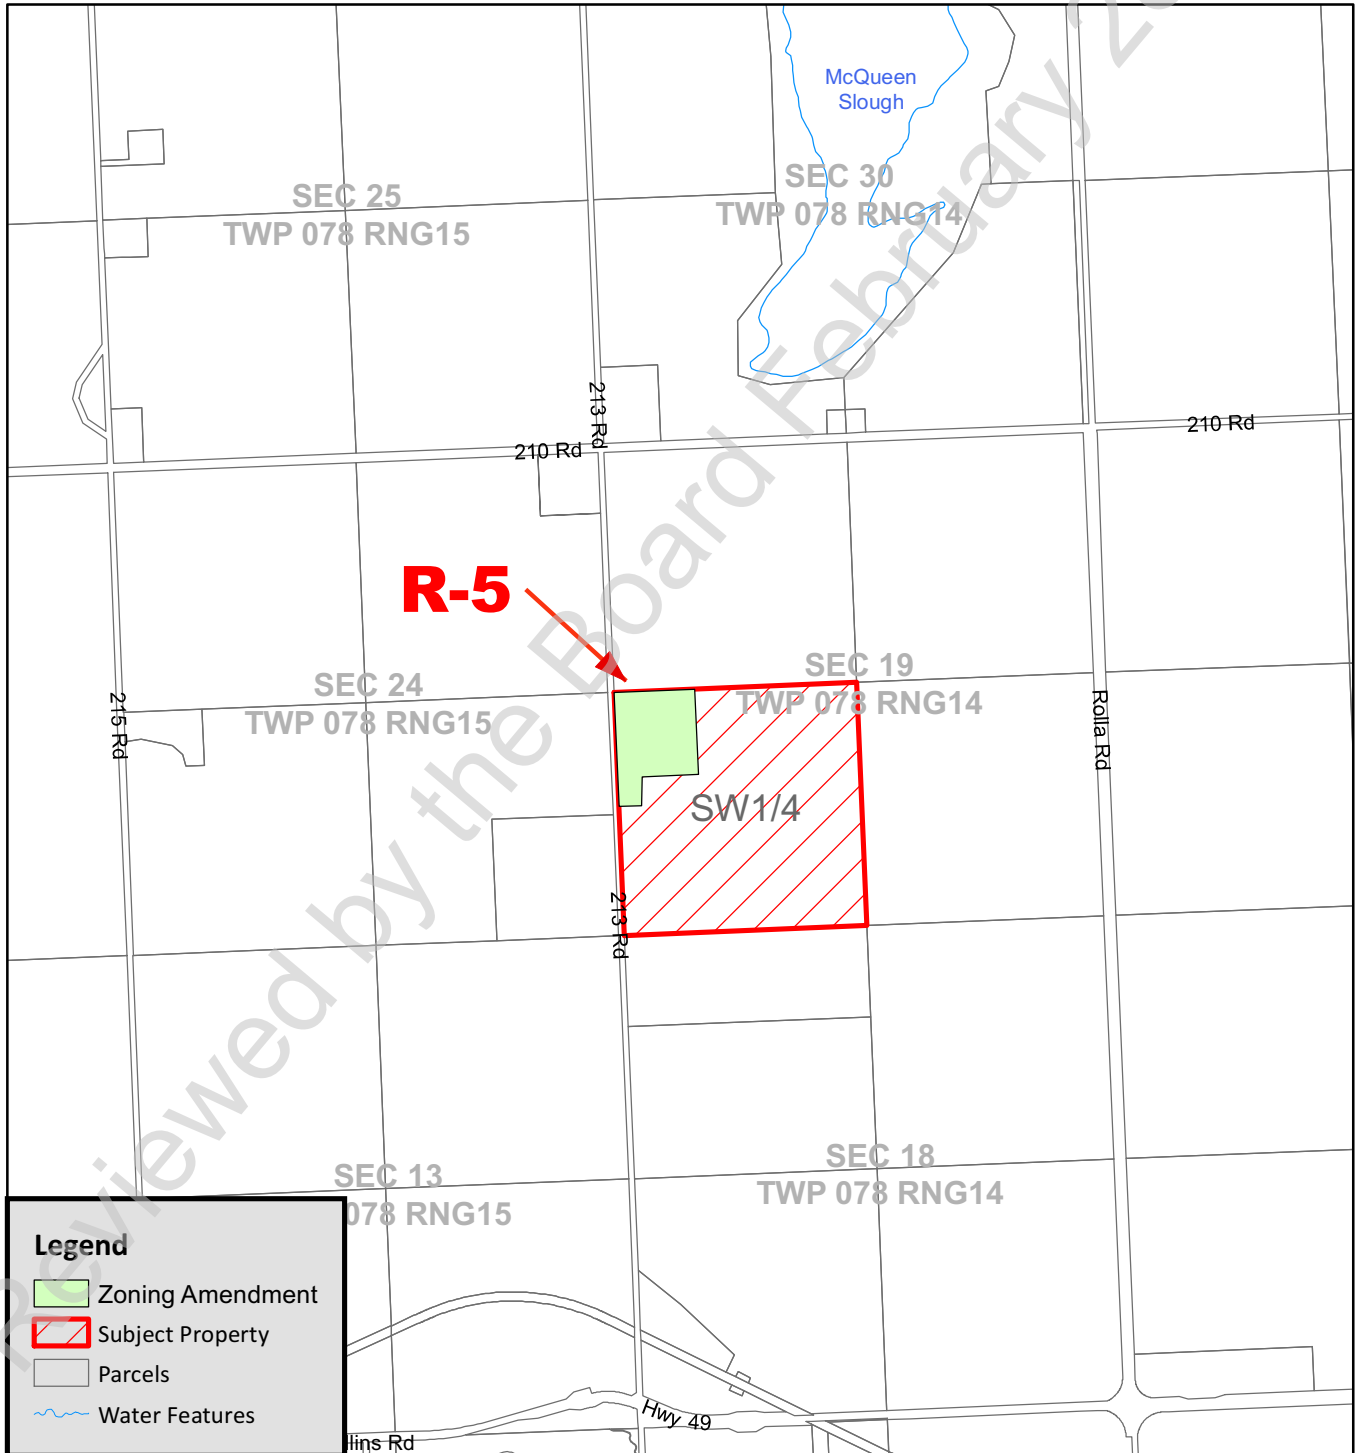 McQueen
Slough
SEC 25
TWP 078 RNG15
SEC 30
TWP 078 RNG14
213 Rd
210 Rd
210 Rd
R-5
SEC 24
TWP 078 RNG15
SEC 19
TWP 078 RNG14
215 Rd
Rolla Rd
SW1/4
213 Rd
SEC 13
078 RNG15
SEC 18
TWP 078 RNG14
Legend
Zoning Amendment
Subject Property
Parcels
Water Features
Hwy 49
llins Rd
Reviewed by the Board February